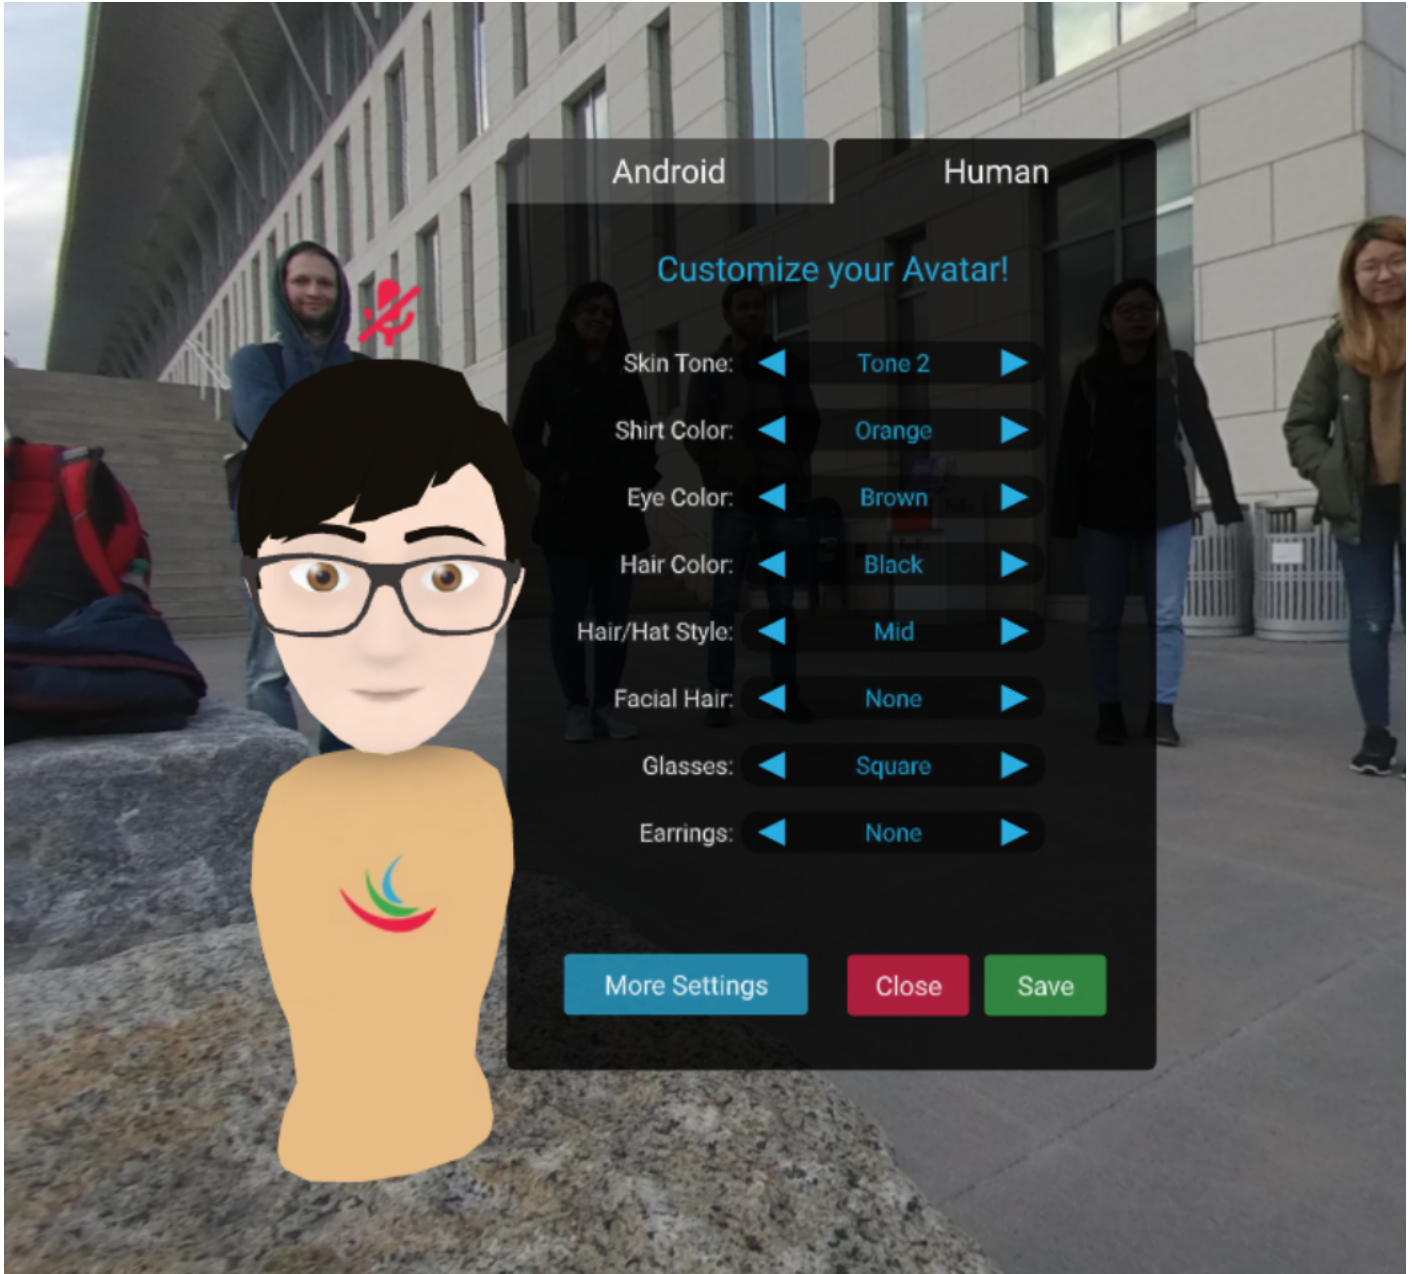 Android
Human
Customize your Avatar!
Skin Tone: Tone 2
Shirt Color: Orange
Eye Color: Brown
Hair Color: Black
Hair/Hat Style: Mid
Facial Hair: None
Glasses: Square
Earrings: None
More Settings
Close
Save